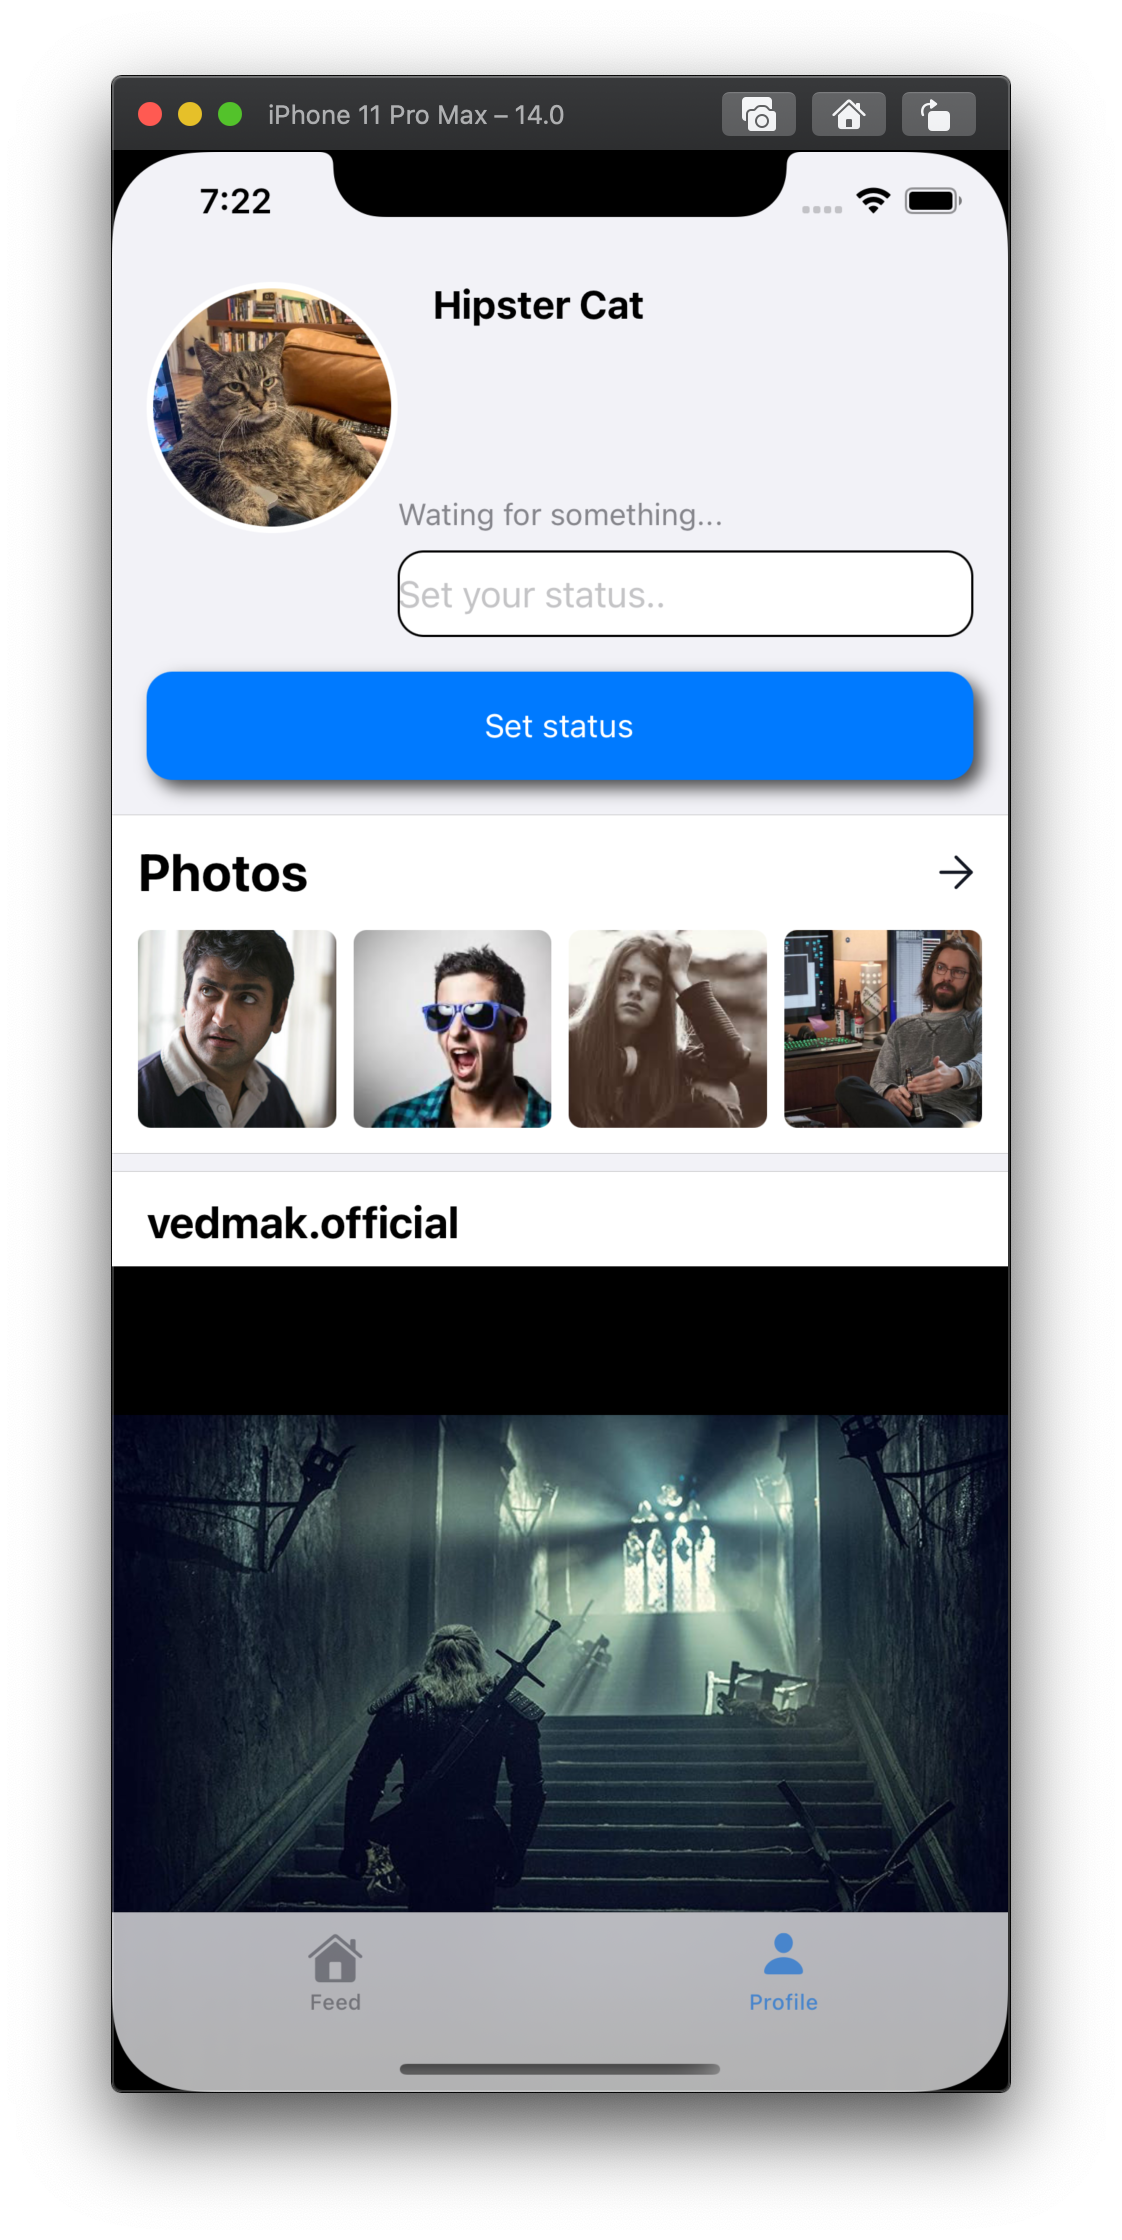 iPhone 11 Pro Max – 14.0
7:22
Hipster Cat
Wating for something...
Set your status..
Set status
Photos
vedmak.official
Feed
Profile